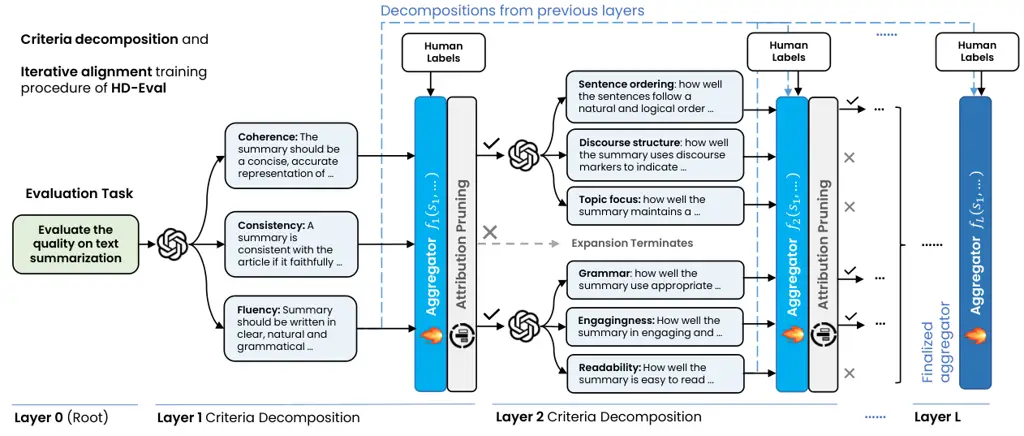 Decompositions from previous layers
Criteria decomposition and
Iterative alignment training
procedure of HD-Eval
Evaluation Task
Evaluate the
quality on text
summarization
Coherence: The
summary should be
a concise, accurate
representation of ...
Consistency: A
summary is
consistent with the
article if it faithfully ...
Fluency: Summary
should be written in
clear, natural and
grammatical ...
Human
Labels
Aggregator f₁(s₁,...)
Attribution Pruning
Expansion Terminates
Sentence ordering: how well
the sentences follow a
natural and logical order ...
Discourse structure: how well
the summary uses discourse
markers to indicate ...
Topic focus: how well the
summary maintains a ...
Grammar: how well the
summary use appropriate ...
Engagingness: How well the
summary in engaging and ...
Readability: How well the
summary is easy to read ...
Human
Labels
Aggregator f₂(s₁,...)
Attribution Pruning
...
...
...
......
......
Human
Labels
Finalized
aggregator
Aggregator f_L(s₁,...)
Layer 0 (Root)
Layer 1 Criteria Decomposition
Layer 2 Criteria Decomposition
......
Layer L